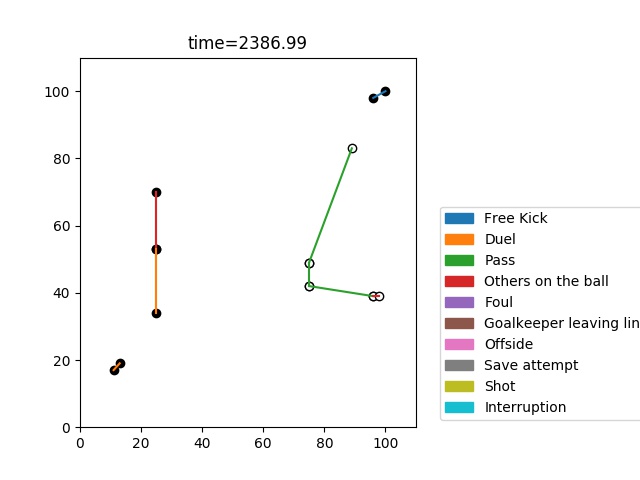 time=2386.99
100
80
60
40
20
0
0 20 40 60 80 100
Free Kick
Duel
Pass
Others on the ball
Foul
Goalkeeper leaving lin
Offside
Save attempt
Shot
Interruption